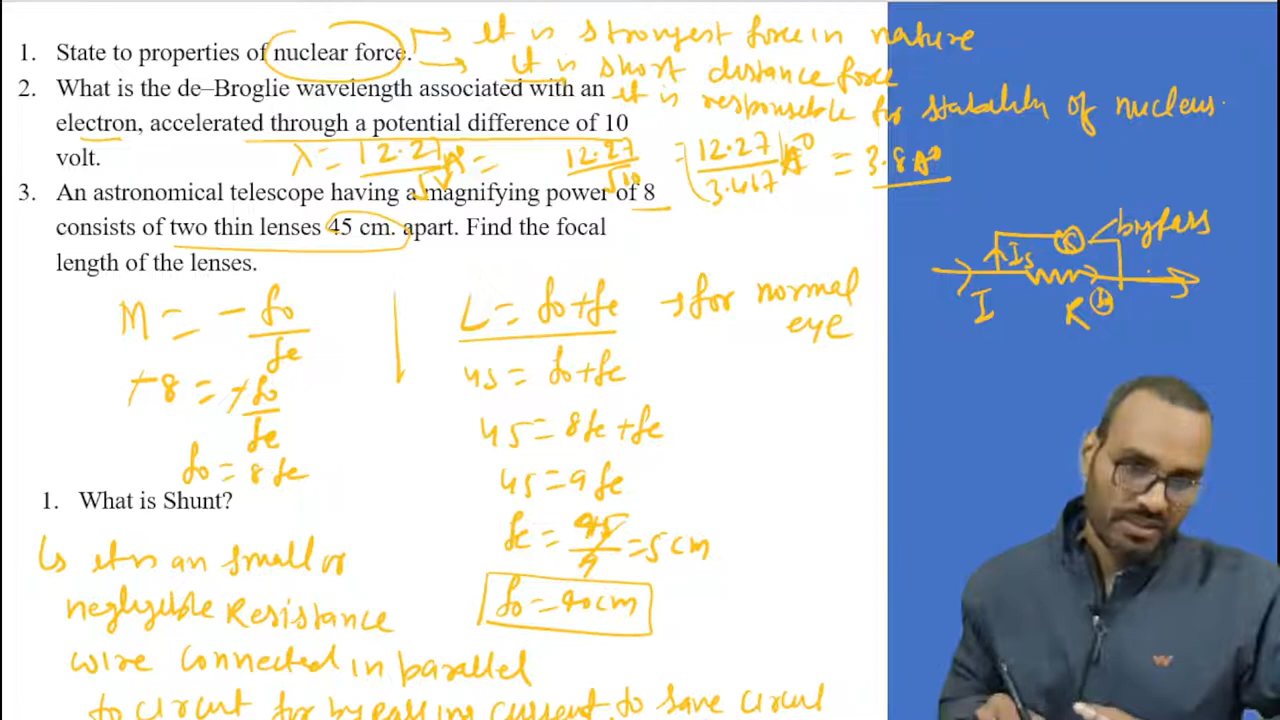 1. State to properties of nuclear force. → It is strongest force in nature
→ it is short distance force
2. What is the de–Broglie wavelength associated with an
it is responsible for stability of nucleus.
electron, accelerated through a potential difference of 10
volt.
λ = 12.27/√V A° = 12.27/√10 = 12.27/3.467 A° = 3.8 A°
3. An astronomical telescope having a magnifying power of 8
consists of two thin lenses 45 cm. apart. Find the focal
length of the lenses.
bypass
Is
I
R
M = - fo/fe
+8 = + fo/fe
fo = 8fe
L = fo+fe → for normal
eye
45 = fo+fe
45 = 8fe+fe
45 = 9fe
fe = 45/9 = 5cm
fo = 40cm
1. What is Shunt?
↳ it is an small or
neglegible Resistance
wire connected in parallel
to circuit for bypassing current to save circuit